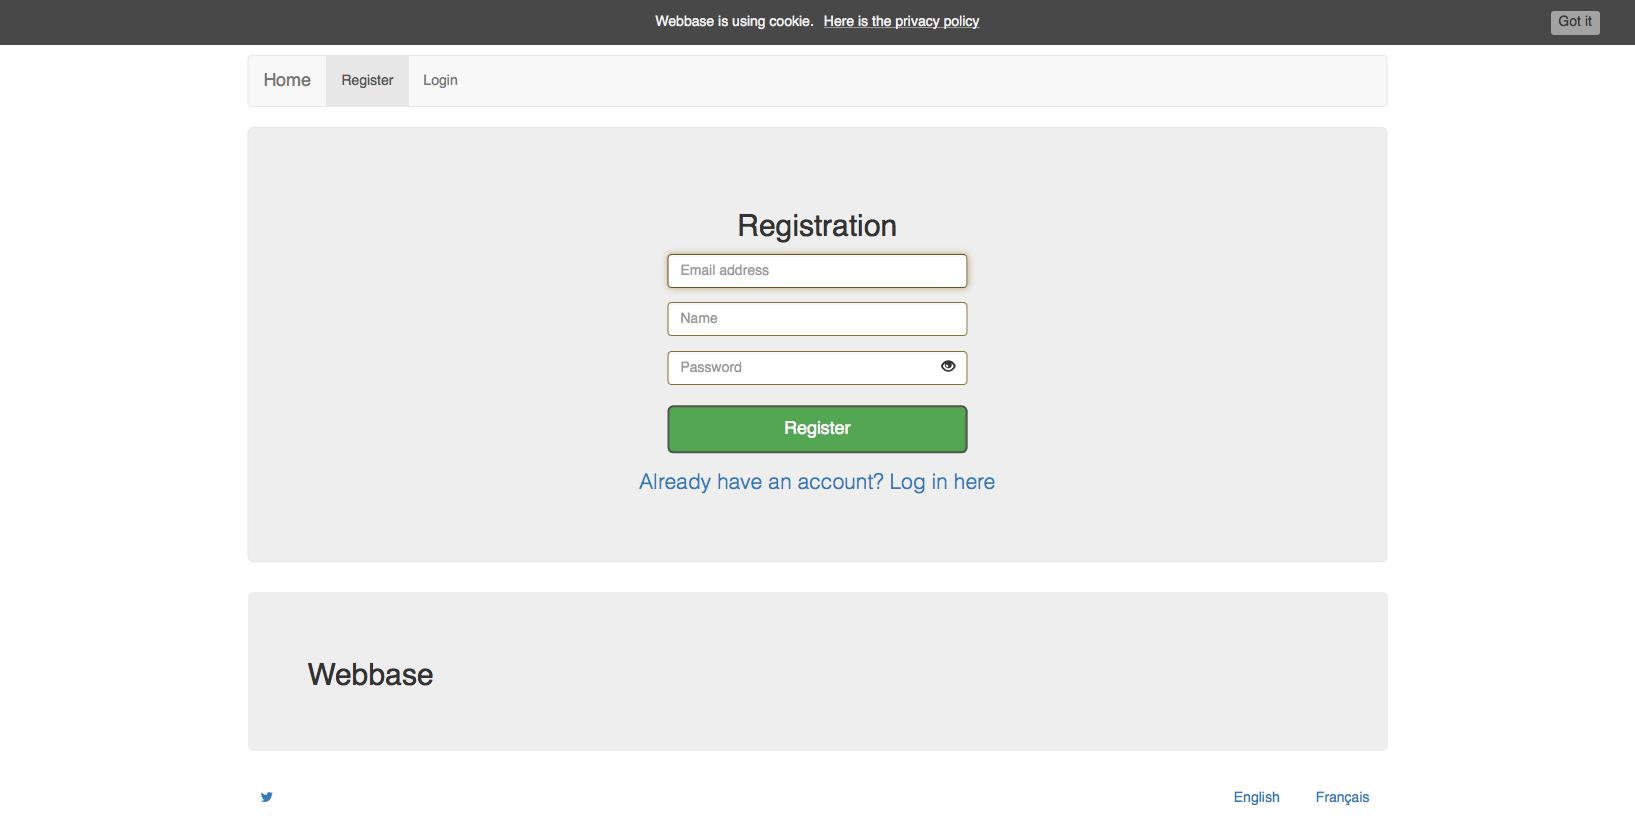 Webbase is using cookie. Here is the privacy policy Got it
Home Register Login
Registration
Email address
Name
Password
Register
Already have an account? Log in here
Webbase
English Français